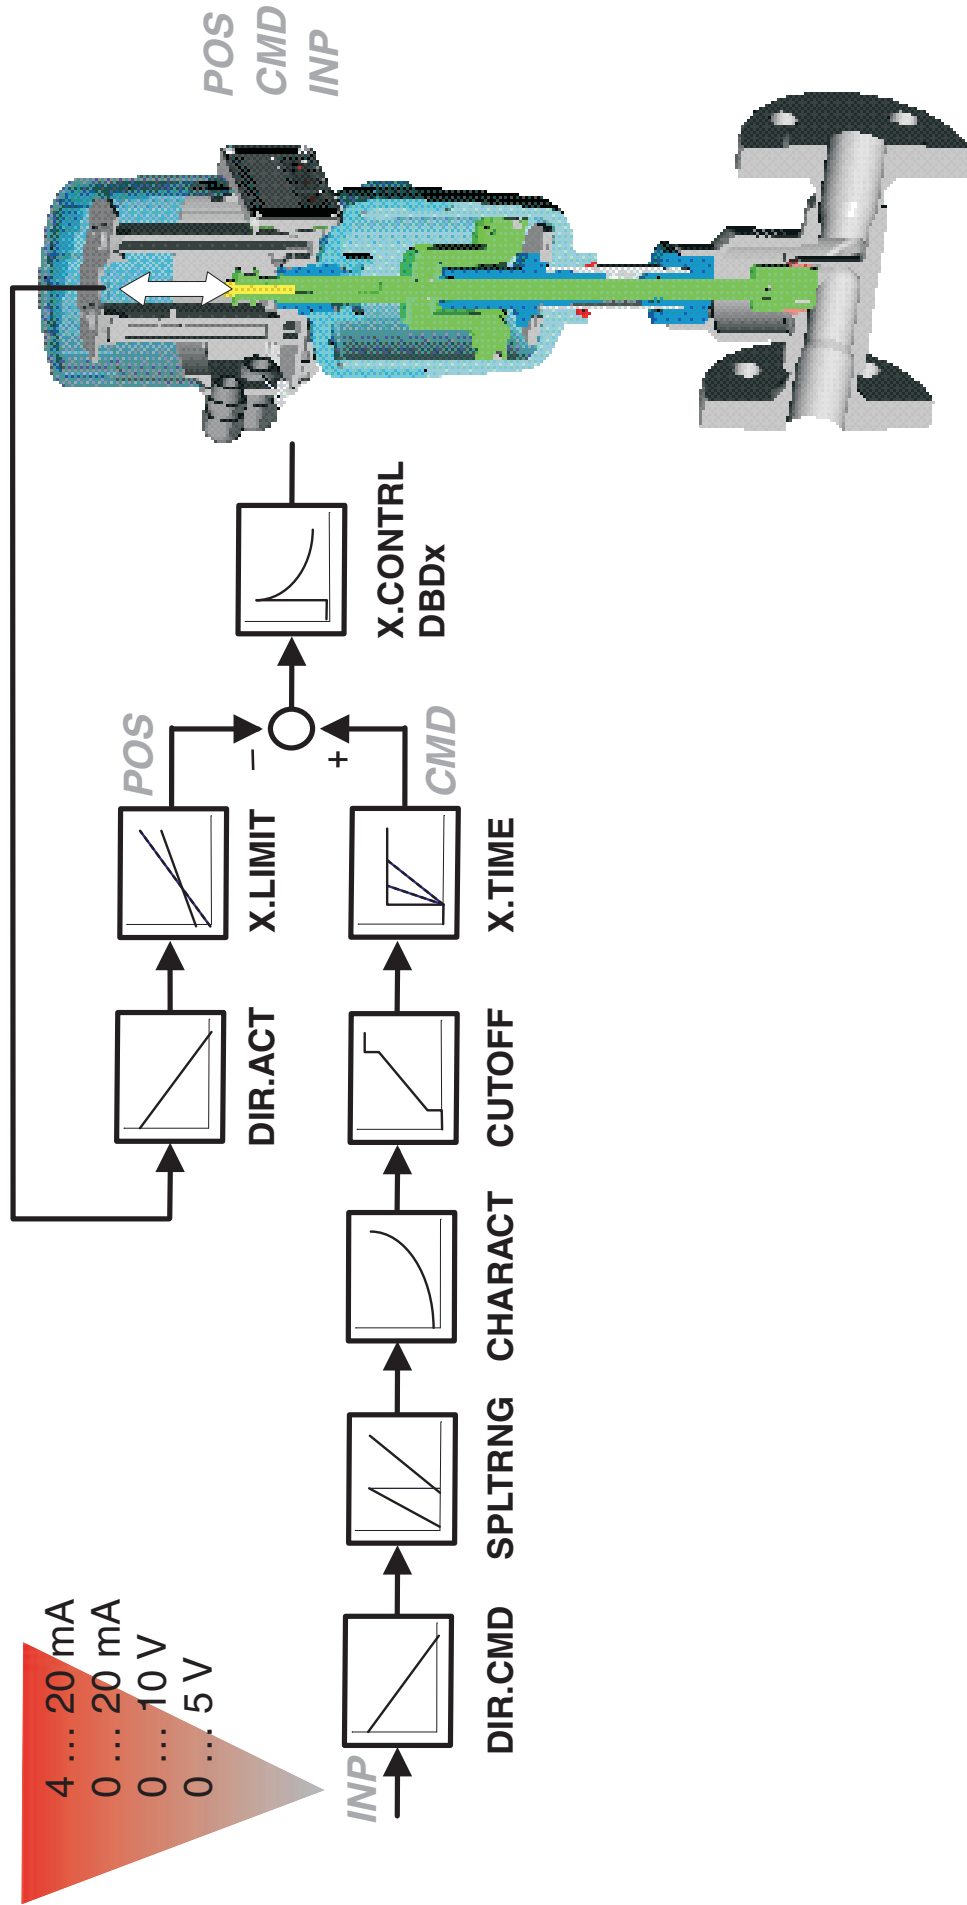 4 ... 20 mA
0 ... 20 mA
0 ... 10 V
0 ... 5 V
INP
DIR.CMD
SPLTRNG
CHARACT
CUTOFF
X.TIME
CMD
DIR.ACT
X.LIMIT
POS
–
+
X.CONTRL
DBDx
POS
CMD
INP